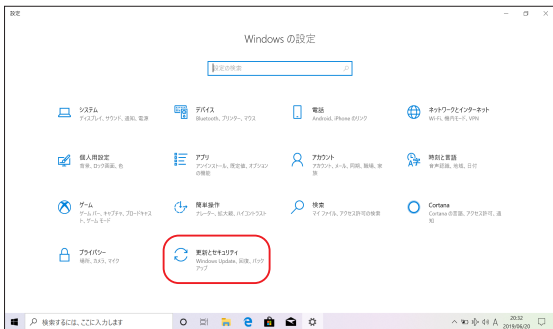 設定
Windows の設定
設定の検索
システム
ディスプレイ、サウンド、通知、電源
デバイス
Bluetooth、プリンター、マウス
電話
Android, iPhone のリンク
ネットワークとインターネット
Wi-Fi、機内モード、VPN
個人用設定
背景、ロック画面、色
アプリ
アンインストール、既定値、オプション
の機能
アカウント
アカウント、メール、同期、職場、家
族
時刻と言語
音声認識、地域、日付
ゲーム
ゲーム バー、キャプチャ、ブロードキャス
ト、ゲーム モード
簡単操作
ナレーター、拡大鏡、ハイコントラスト
検索
マイ ファイル、アクセス許可の検索
Cortana
Cortana の言語、アクセス許可、通
知
プライバシー
場所、カメラ、マイク
更新とセキュリティ
Windows Update、回復、バック
アップ
検索するには、ここに入力します
A
20:32
2019/06/20